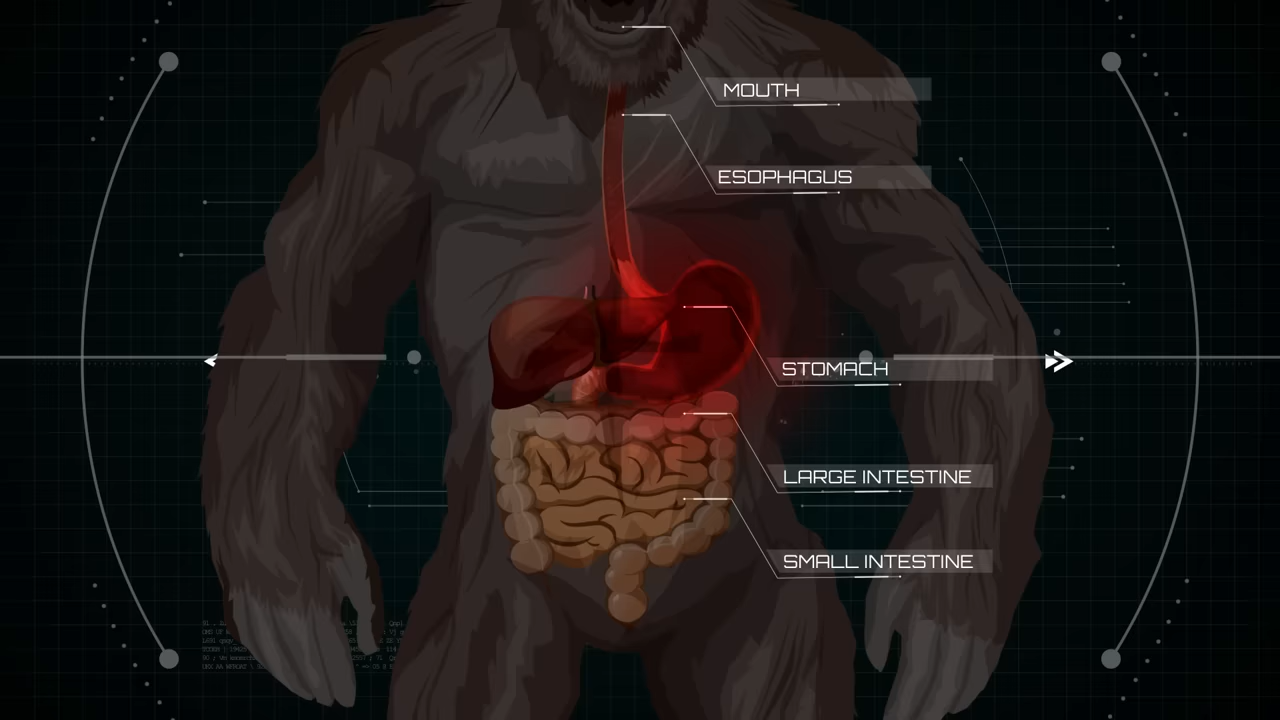 MOUTH
ESOPHAGUS
STOMACH
LARGE INTESTINE
SMALL INTESTINE